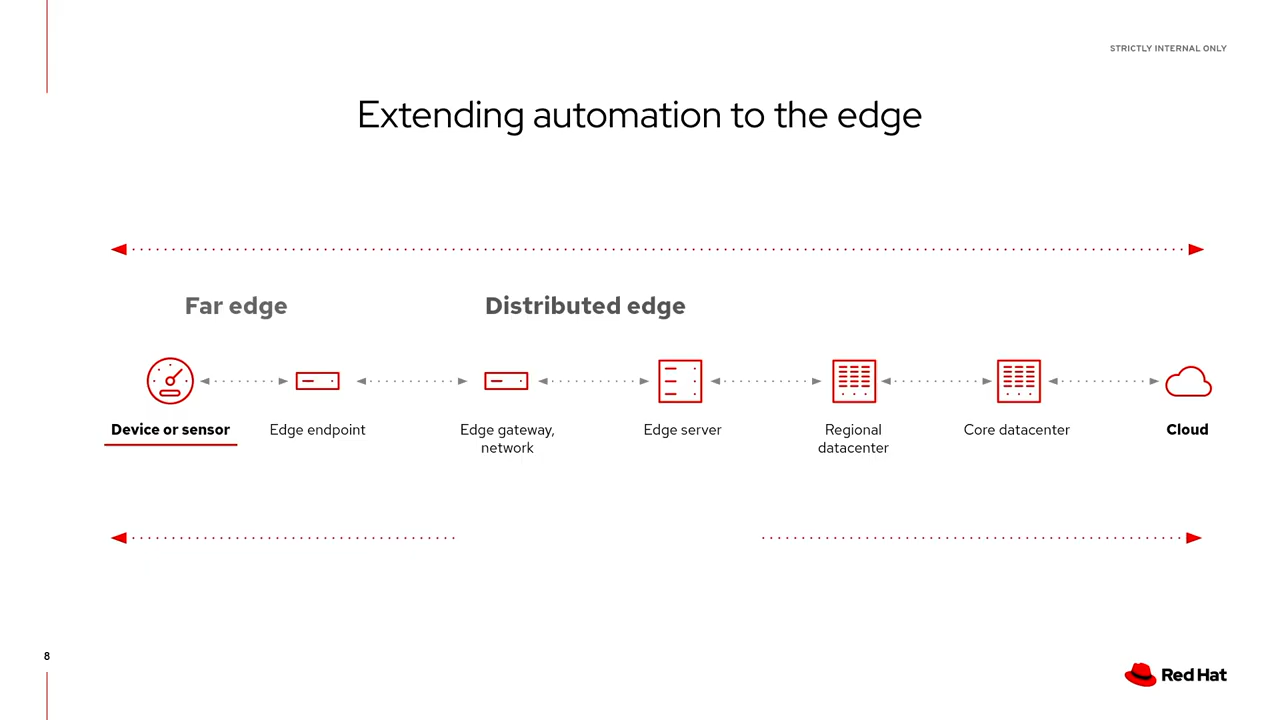 STRICTLY INTERNAL ONLY
Extending automation to the edge
Far edge
Distributed edge
Device or sensor
Edge endpoint
Edge gateway,
network
Edge server
Regional
datacenter
Core datacenter
Cloud
8
Red Hat